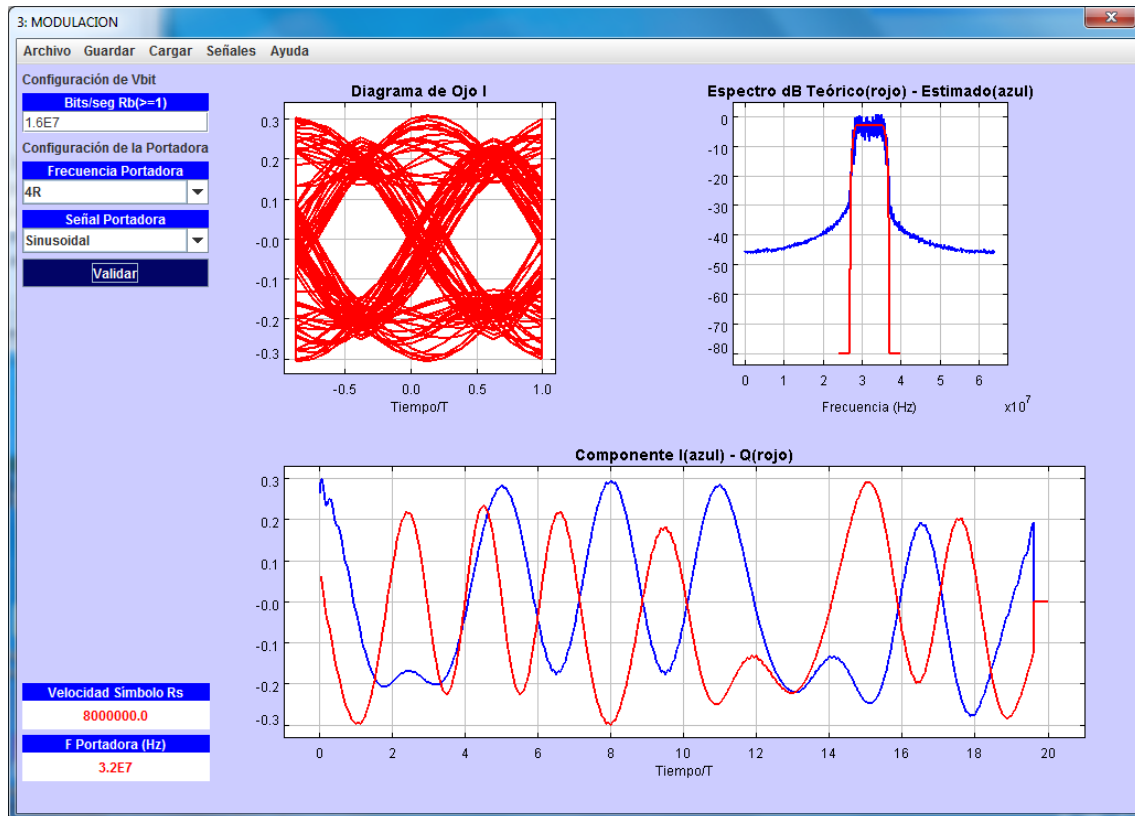 3: MODULACION
Archivo Guardar Cargar Señales Ayuda
Configuración de Vbit
Bits/seg Rb(>=1)
1.6E7
Configuración de la Portadora
Frecuencia Portadora
4R
Señal Portadora
Sinusoidal
Validar
Diagrama de Ojo I
0.3
0.2
0.1
-0.0
-0.1
-0.2
-0.3
-0.5 0.0 0.5 1.0
Tiempo/T
Espectro dB Teórico(rojo) - Estimado(azul)
0
-10
-20
-30
-40
-50
-60
-70
-80
0 1 2 3 4 5 6
Frecuencia (Hz) x10^7
Componente I(azul) - Q(rojo)
0.3
0.2
0.1
-0.0
-0.1
-0.2
-0.3
0 2 4 6 8 10 12 14 16 18 20
Tiempo/T
Velocidad Simbolo Rs
8000000.0
F Portadora (Hz)
3.2E7